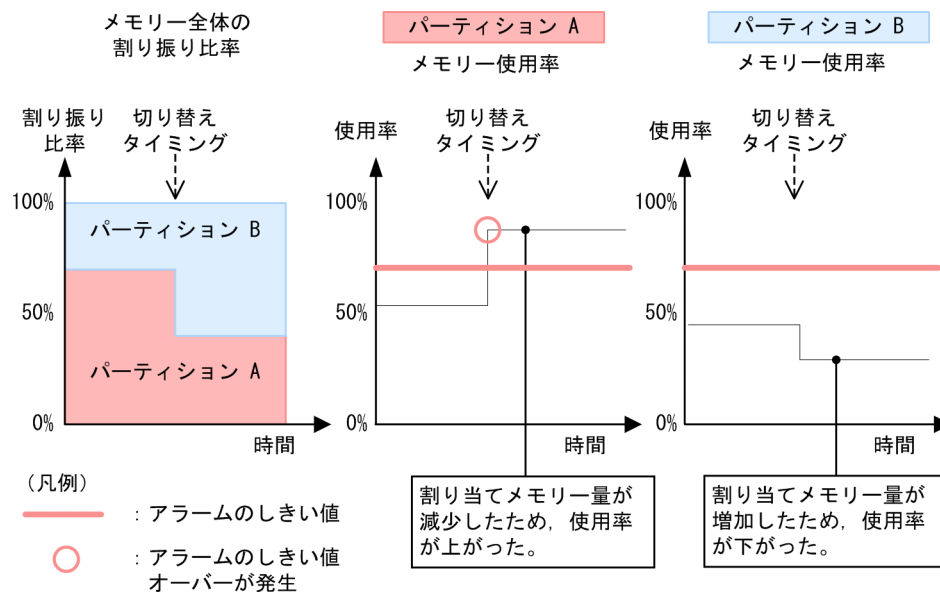 メモリー全体の
割り振り比率
割り振り
比率
切り替え
タイミング
100%
50%
0%
パーティション B
パーティション A
時間
パーティション A
メモリー使用率
使用率
切り替え
タイミング
100%
50%
0%
時間
割り当てメモリー量が
減少したため，使用率
が上がった。
パーティション B
メモリー使用率
使用率
切り替え
タイミング
100%
50%
0%
時間
割り当てメモリー量が
増加したため，使用率
が下がった。
（凡例）
：アラームのしきい値
：アラームのしきい値
オーバーが発生